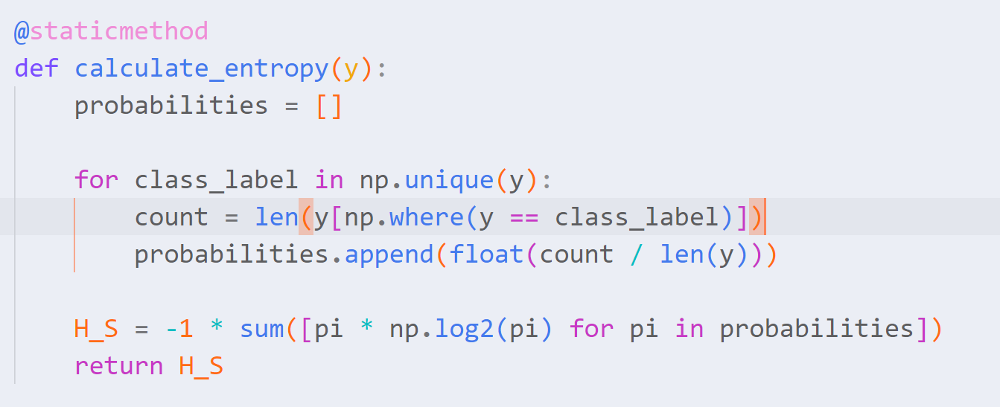 @staticmethod
def calculate_entropy(y):
    probabilities = []

    for class_label in np.unique(y):
        count = len(y[np.where(y == class_label)])
        probabilities.append(float(count / len(y)))

    H_S = -1 * sum([pi * np.log2(pi) for pi in probabilities])
    return H_S